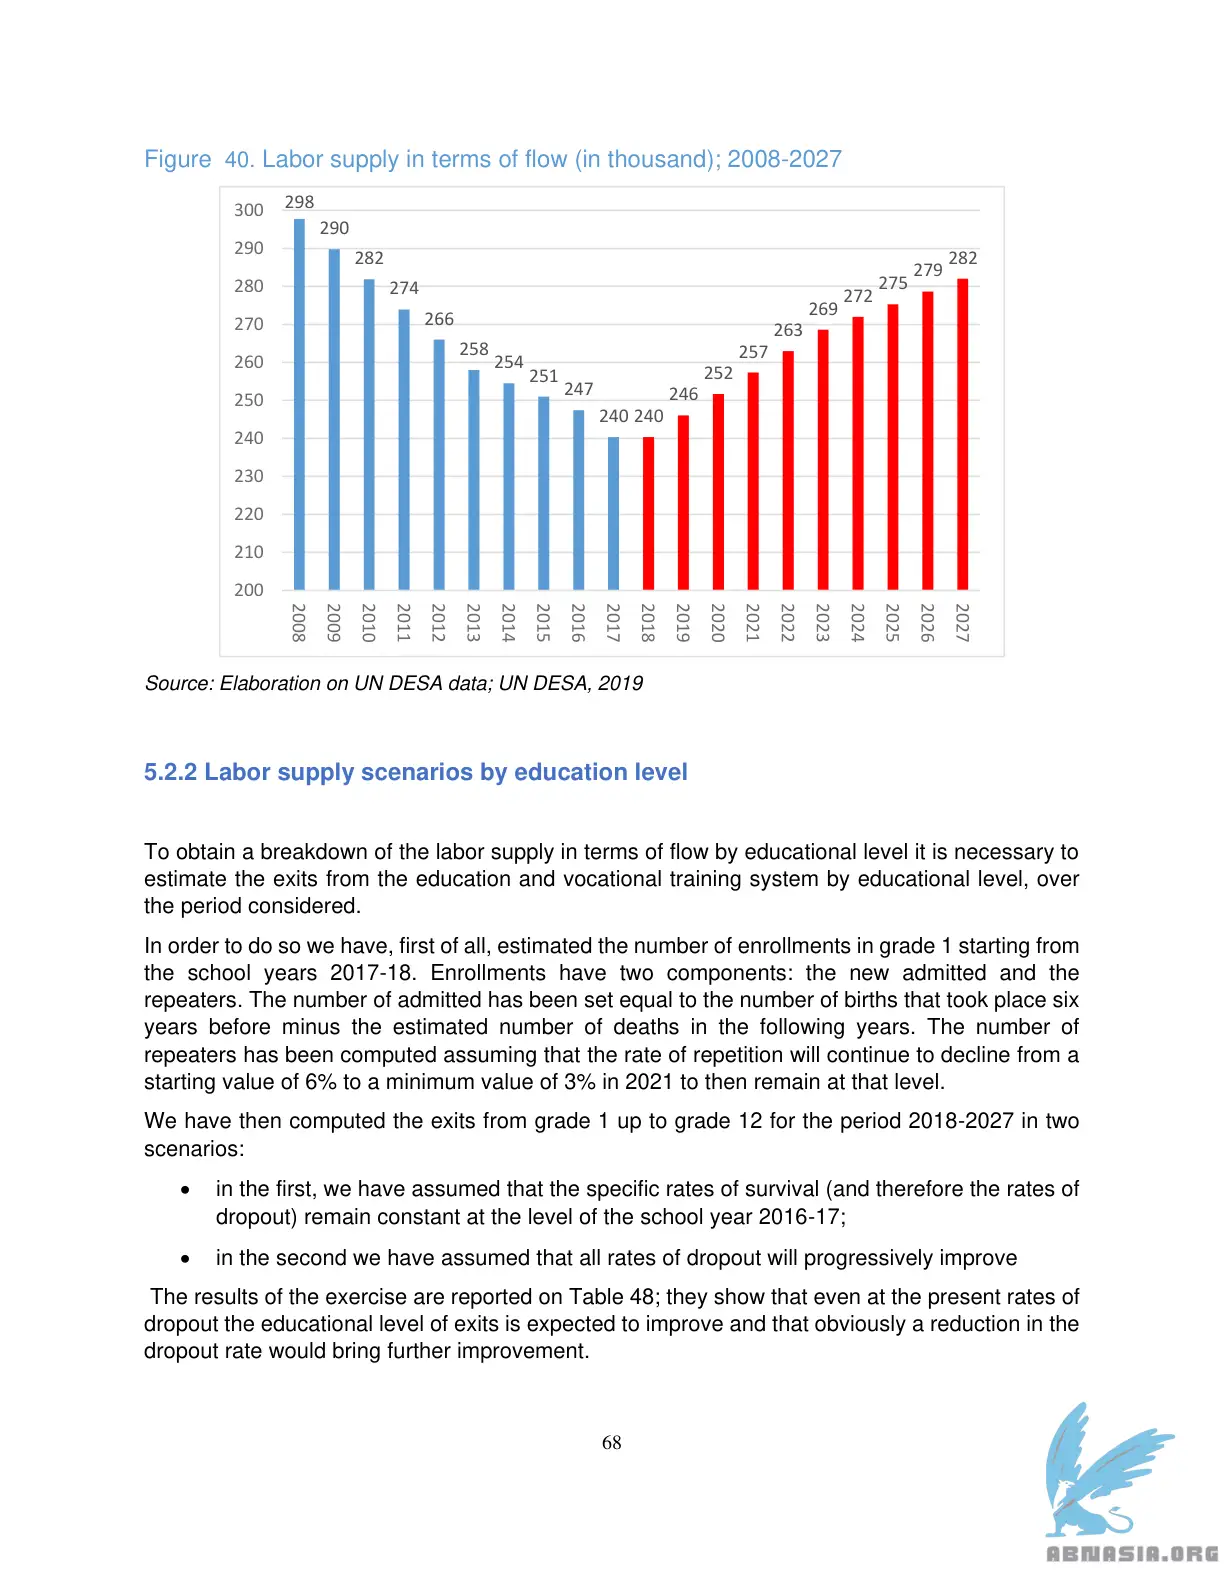 Figure  40. Labor supply in terms of flow (in thousand); 2008-2027
300
290
280
270
260
250
240
230
220
210
200
298
290
282
274
266
258
254
251
247
240
240
246
252
257
263
269
272
275
279
282
2008
2009
2010
2011
2012
2013
2014
2015
2016
2017
2018
2019
2020
2021
2022
2023
2024
2025
2026
2027
Source: Elaboration on UN DESA data; UN DESA, 2019
5.2.2 Labor supply scenarios by education level
To obtain a breakdown of the labor supply in terms of flow by educational level it is necessary to
estimate the exits from the education and vocational training system by educational level, over
the period considered.
In order to do so we have, first of all, estimated the number of enrollments in grade 1 starting from
the school years 2017-18. Enrollments have two components: the new admitted and the
repeaters. The number of admitted has been set equal to the number of births that took place six
years before minus the estimated number of deaths in the following years. The number of
repeaters has been computed assuming that the rate of repetition will continue to decline from a
starting value of 6% to a minimum value of 3% in 2021 to then remain at that level.
We have then computed the exits from grade 1 up to grade 12 for the period 2018-2027 in two
scenarios:
• in the first, we have assumed that the specific rates of survival (and therefore the rates of
dropout) remain constant at the level of the school year 2016-17;
• in the second we have assumed that all rates of dropout will progressively improve
The results of the exercise are reported on Table 48; they show that even at the present rates of
dropout the educational level of exits is expected to improve and that obviously a reduction in the
dropout rate would bring further improvement.
68
ABNASIA.ORG